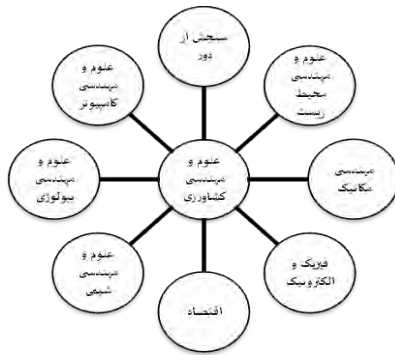 سنجش از
دور
علوم و
مهندسی
محیط
زیست
مهندسی
مکانیک
فیزیک و
الکترونیک
اقتصاد
علوم و
مهندسی
شیمی
علوم و
مهندسی
بیولوژی
علوم و
مهندسی
کامپیوتر
علوم و
مهندسی
کشاورزی